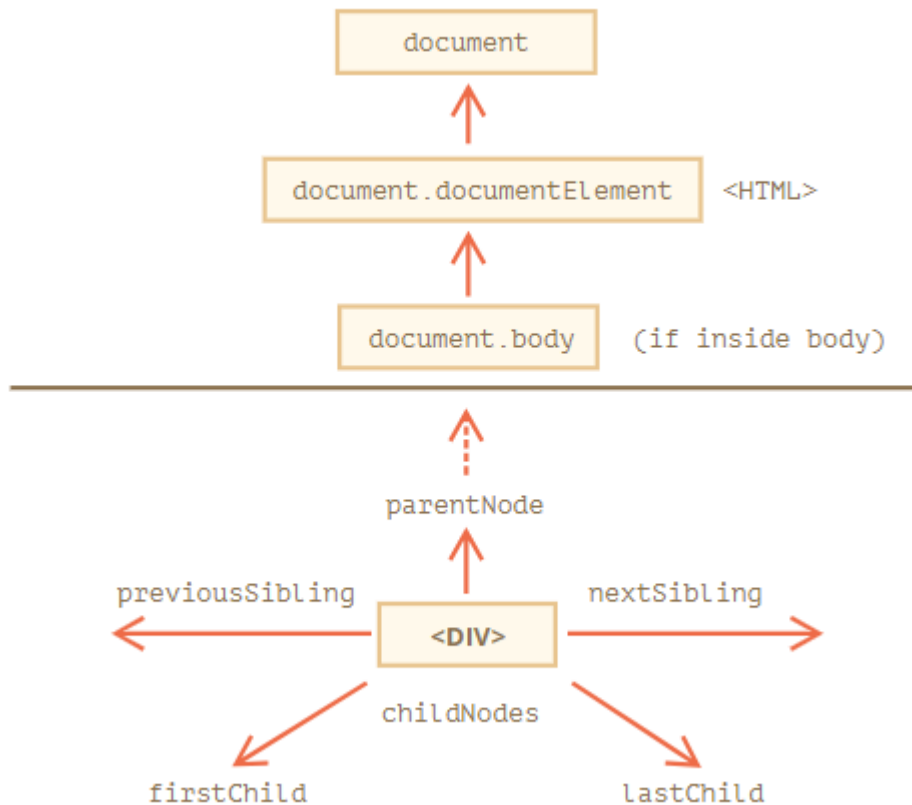 document
document.documentElement <HTML>
document.body (if inside body)
parentNode
previousSibling nextSibling
<DIV>
childNodes
firstChild lastChild